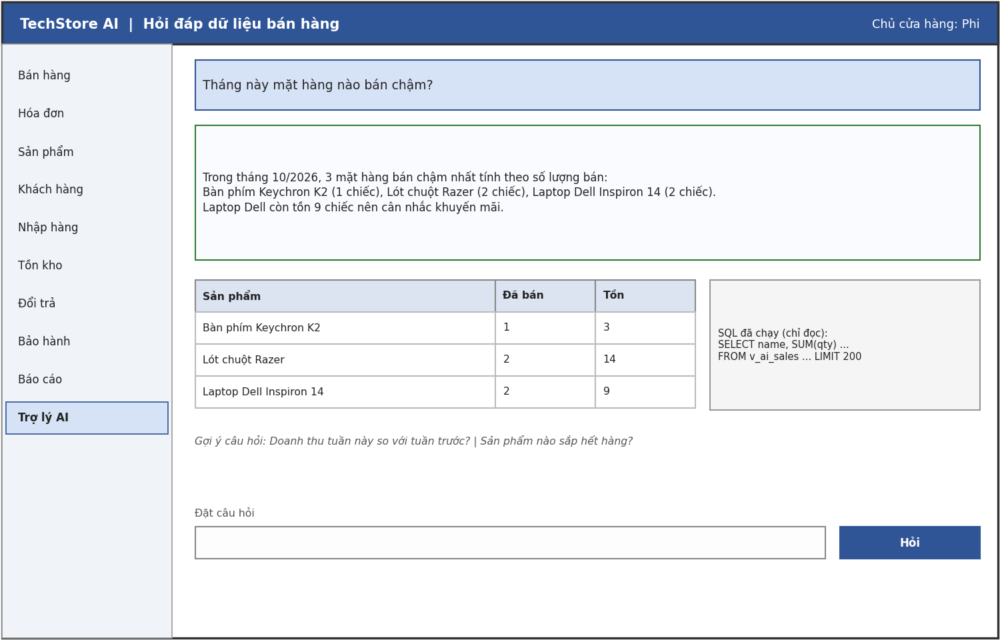 TechStore AI | Hỏi đáp dữ liệu bán hàng
Chủ cửa hàng: Phi
Bán hàng
Hóa đơn
Sản phẩm
Khách hàng
Nhập hàng
Tồn kho
Đổi trả
Bảo hành
Báo cáo
Trợ lý AI
Tháng này mặt hàng nào bán chậm?
Trong tháng 10/2026, 3 mặt hàng bán chậm nhất tính theo số lượng bán:
Bàn phím Keychron K2 (1 chiếc), Lót chuột Razer (2 chiếc), Laptop Dell Inspiron 14 (2 chiếc).
Laptop Dell còn tồn 9 chiếc nên cân nhắc khuyến mãi.
Sản phẩm Đã bán Tồn
Bàn phím Keychron K2 1 3
Lót chuột Razer 2 14
Laptop Dell Inspiron 14 2 9
SQL đã chạy (chỉ đọc):
SELECT name, SUM(qty) ...
FROM v_ai_sales ... LIMIT 200
Gợi ý câu hỏi: Doanh thu tuần này so với tuần trước? | Sản phẩm nào sắp hết hàng?
Đặt câu hỏi
Hỏi